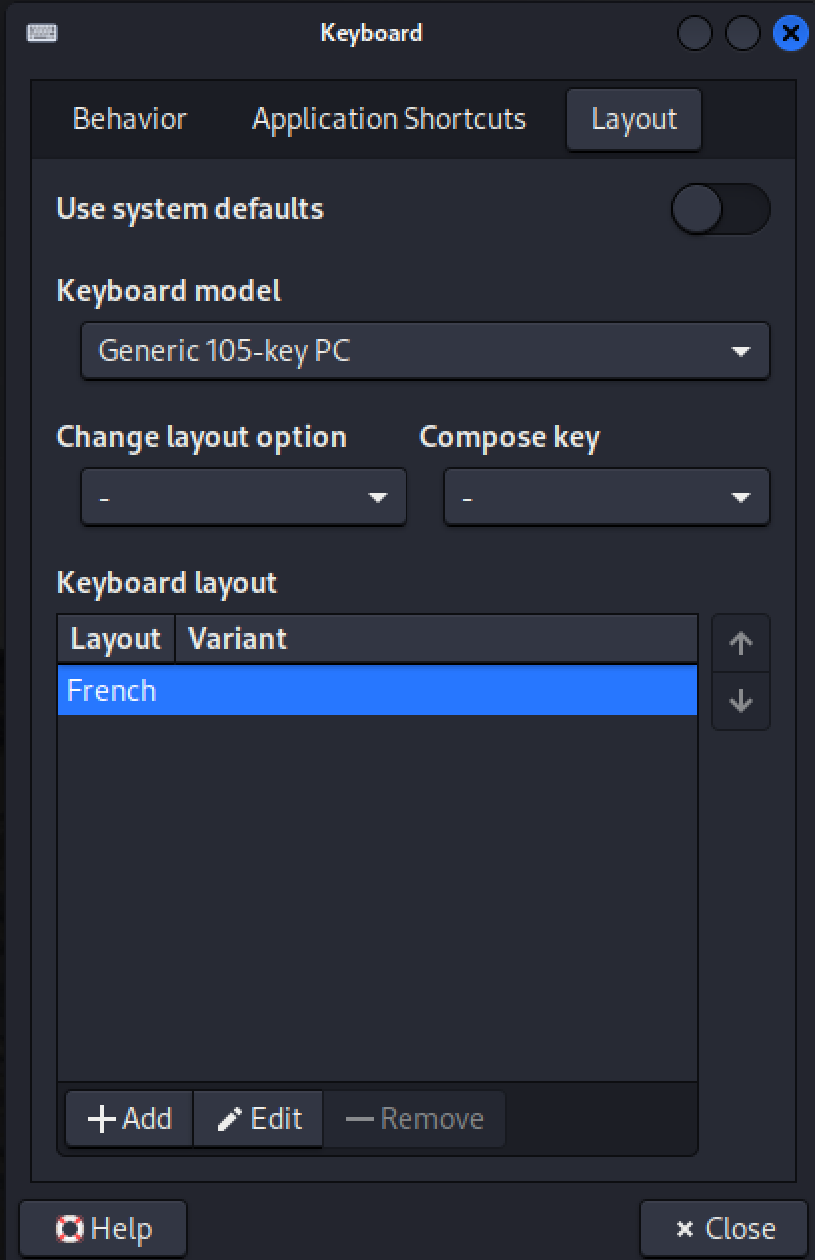 Keyboard
Behavior Application Shortcuts Layout
Use system defaults
Keyboard model
Generic 105-key PC
Change layout option Compose key
- -
Keyboard layout
Layout Variant
French
Add Edit Remove
Help Close